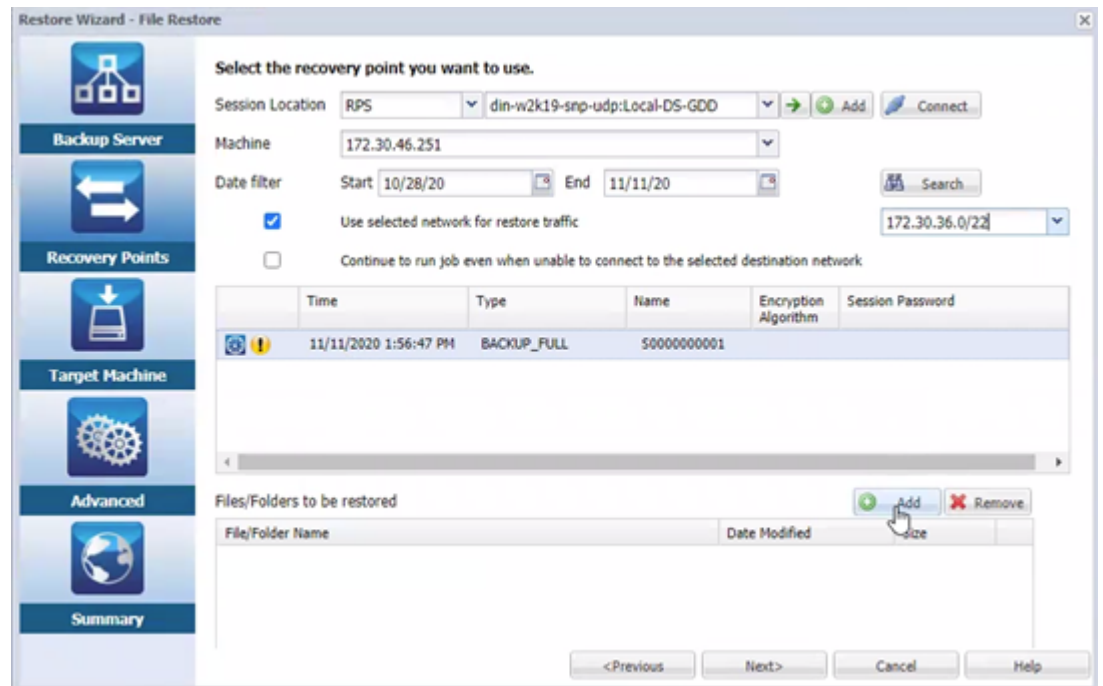 Restore Wizard - File Restore
Select the recovery point you want to use.
Session Location RPS din-w2k19-snp-udp:Local-DS-GDD Add Connect
Backup Server
Machine 172.30.46.251
Date filter Start 10/28/20 End 11/11/20 Search
Use selected network for restore traffic 172.30.36.0/22
Recovery Points
Continue to run job even when unable to connect to the selected destination network
Time Type Name Encryption Algorithm Session Password
11/11/2020 1:56:47 PM BACKUP_FULL S0000000001
Target Machine
Advanced
Files/Folders to be restored Add Remove
File/Folder Name Date Modified Size
Summary
<Previous Next> Cancel Help